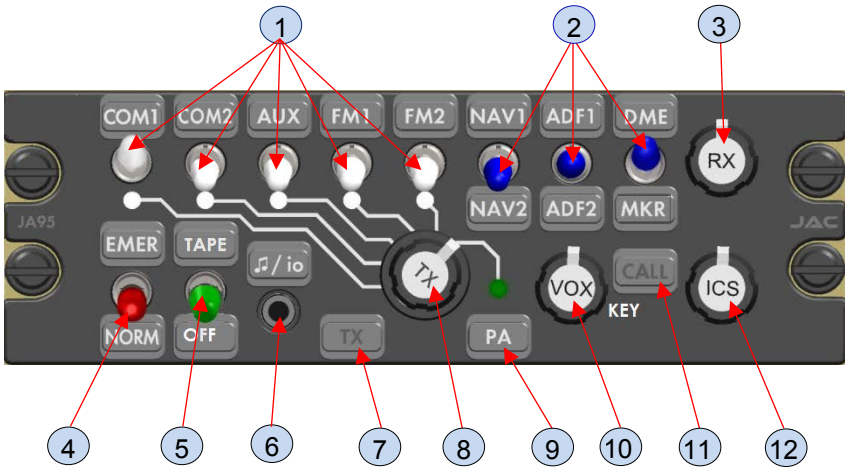 1 2 3
COM1 COM2 AUX FM1 FM2 NAV1 ADF1 DME
RX
NAV2 ADF2 MKR
JA95 JAC
EMER TAPE ♫/io CALL
TX VOX ICS
KEY
NORM OFF TX PA
4 5 6 7 8 9 10 11 12